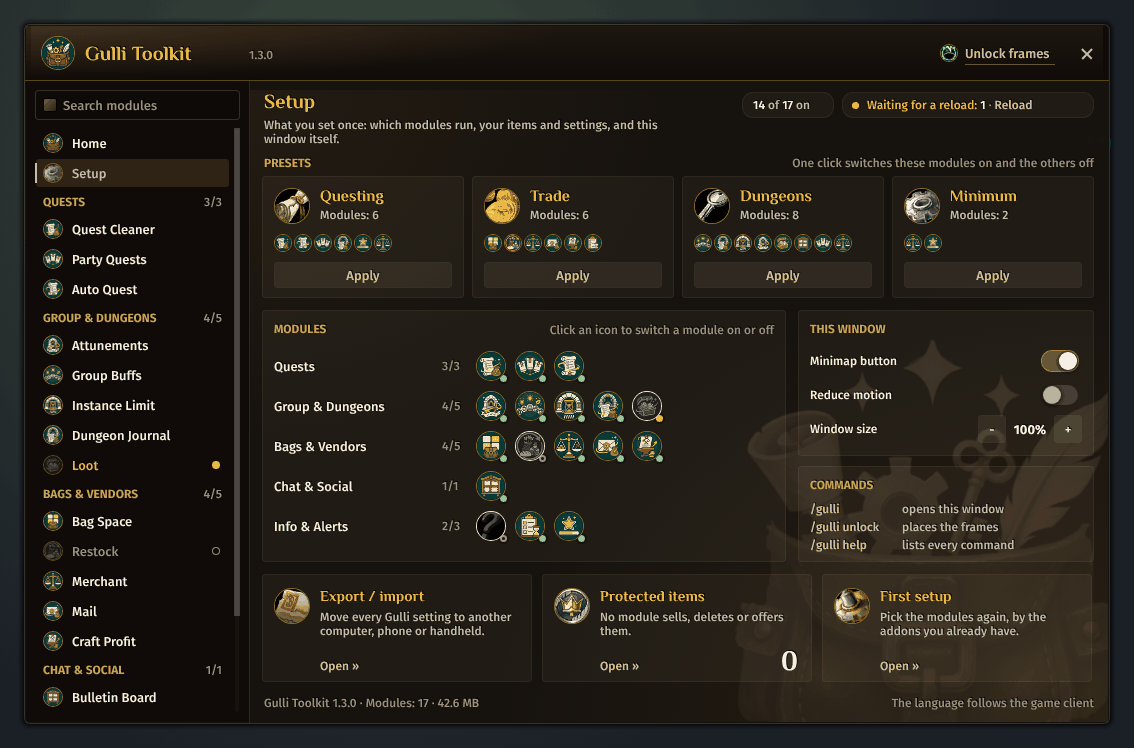 Gulli Toolkit
1.3.0
Unlock frames
Search modules
Home
Setup
QUESTS 3/3
Quest Cleaner
Party Quests
Auto Quest
GROUP & DUNGEONS 4/5
Attunements
Group Buffs
Instance Limit
Dungeon Journal
Loot
BAGS & VENDORS 4/5
Bag Space
Restock
Merchant
Mail
Craft Profit
CHAT & SOCIAL 1/1
Bulletin Board
Setup
What you set once: which modules run, your items and settings, and this
window itself.
14 of 17 on
Waiting for a reload: 1 · Reload
PRESETS
One click switches these modules on and the others off
Questing
Modules: 6
Apply
Trade
Modules: 6
Apply
Dungeons
Modules: 8
Apply
Minimum
Modules: 2
Apply
MODULES
Click an icon to switch a module on or off
Quests 3/3
Group & Dungeons 4/5
Bags & Vendors 4/5
Chat & Social 1/1
Info & Alerts 2/3
THIS WINDOW
Minimap button
Reduce motion
Window size - 100% +
COMMANDS
/gulli opens this window
/gulli unlock places the frames
/gulli help lists every command
Export / import
Move every Gulli setting to another
computer, phone or handheld.
Open »
Protected items
No module sells, deletes or offers
them.
Open »
0
First setup
Pick the modules again, by the
addons you already have.
Open »
Gulli Toolkit 1.3.0 · Modules: 17 · 42.6 MB
The language follows the game client